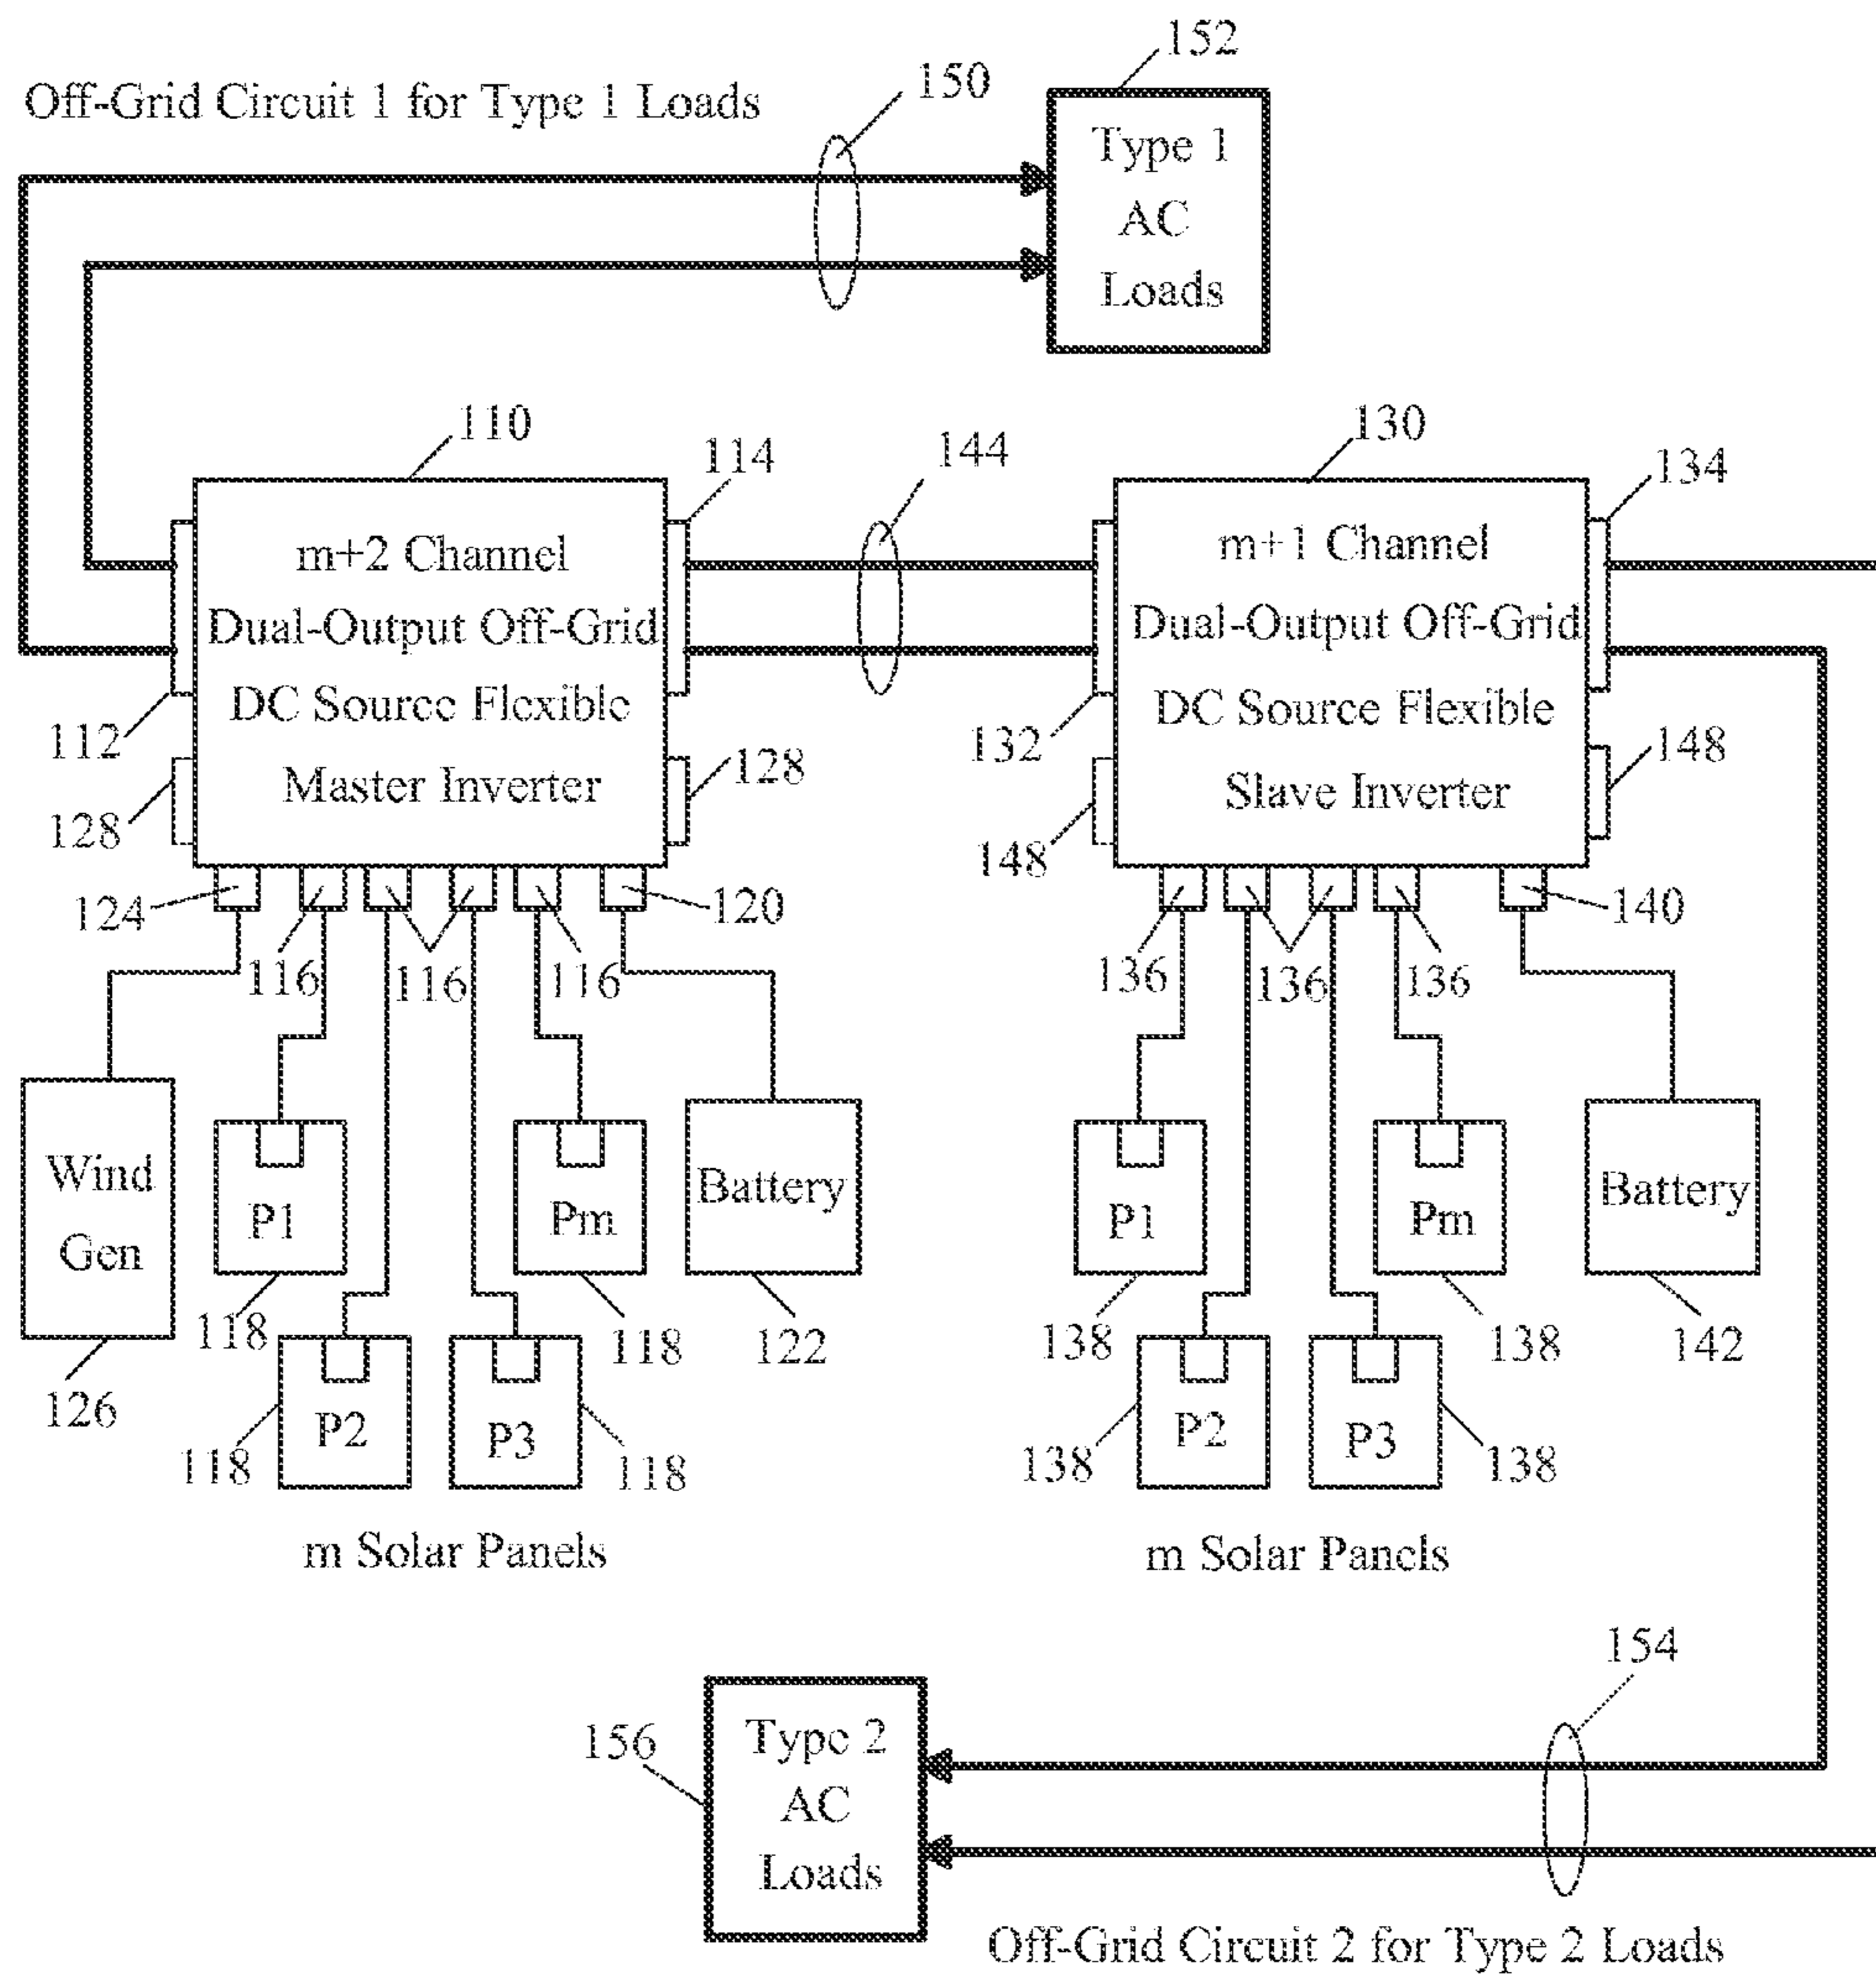 152
Off-Grid Circuit 1 for Type 1 Loads
150
Type 1
AC
Loads
110
114
144
130
134
m+2 Channel
Dual-Output Off-Grid
DC Source Flexible
Master Inverter
m+1 Channel
Dual-Output Off-Grid
DC Source Flexible
Slave Inverter
112
128
128
132
148
148
124
116
116
116
120
136
136
136
140
Wind
Gen
P1
Pm
Battery
P1
Pm
Battery
126
118
118
122
138
138
142
118
P2
P3
118
138
P2
P3
138
m Solar Panels
m Solar Panels
154
156
Type 2
AC
Loads
Off-Grid Circuit 2 for Type 2 Loads